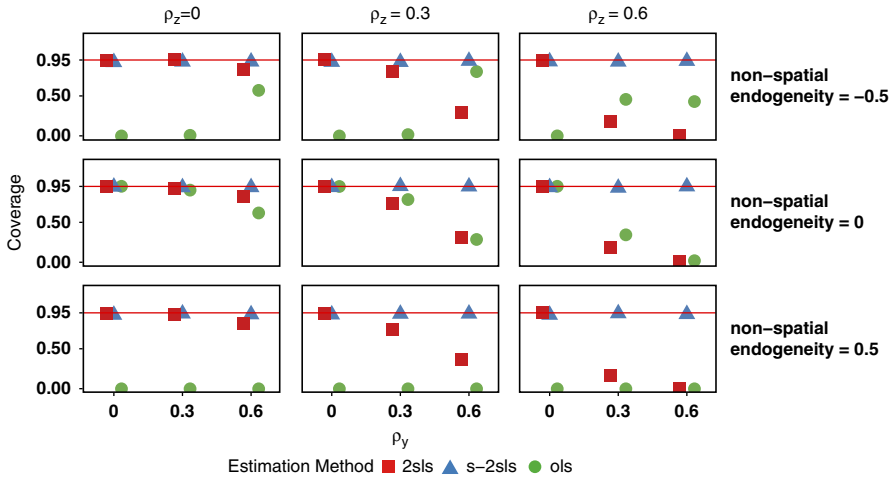 ρz=0 ρz = 0.3 ρz = 0.6
0.95
0.50
0.00
non−spatial
endogeneity = −0.5
0.95
0.50
0.00
non−spatial
endogeneity = 0
0.95
0.50
0.00
non−spatial
endogeneity = 0.5
Coverage
0 0.3 0.6 0 0.3 0.6 0 0.3 0.6
ρy
Estimation Method 2sls s−2sls ols